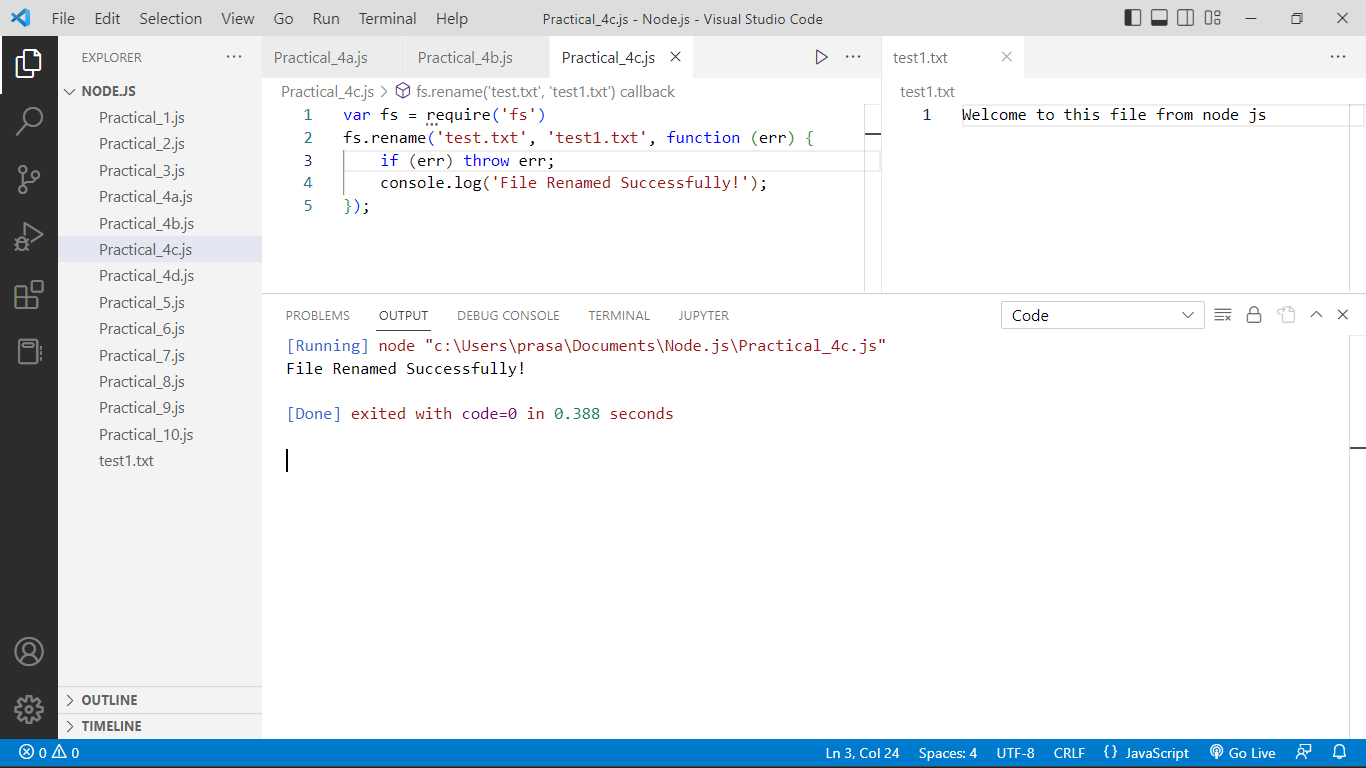 File Edit Selection View Go Run Terminal Help Practical_4c.js - Node.js - Visual Studio Code
EXPLORER
NODE.JS
Practical_1.js
Practical_2.js
Practical_3.js
Practical_4a.js
Practical_4b.js
Practical_4c.js
Practical_4d.js
Practical_5.js
Practical_6.js
Practical_7.js
Practical_8.js
Practical_9.js
Practical_10.js
test1.txt
OUTLINE
TIMELINE
Practical_4a.js Practical_4b.js Practical_4c.js
Practical_4c.js > fs.rename('test.txt', 'test1.txt') callback
1 var fs = require('fs')
2 fs.rename('test.txt', 'test1.txt', function (err) {
3 if (err) throw err;
4 console.log('File Renamed Successfully!');
5 });
test1.txt
test1.txt
1 Welcome to this file from node js
PROBLEMS OUTPUT DEBUG CONSOLE TERMINAL JUPYTER Code
[Running] node "c:\Users\prasa\Documents\Node.js\Practical_4c.js"
File Renamed Successfully!
[Done] exited with code=0 in 0.388 seconds
0 0 Ln 3, Col 24 Spaces: 4 UTF-8 CRLF {} JavaScript Go Live